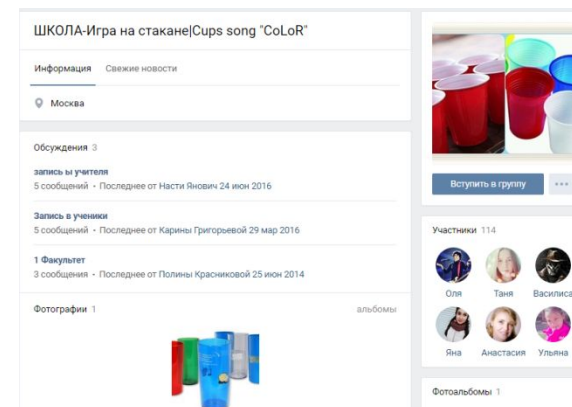 ШКОЛА-Игра на стакане|Cups song "CoLoR"
Информация Свежие новости
Москва
Обсуждения 3
запись ы учителя
5 сообщений • Последнее от Насти Янович 24 июн 2016
Запись в ученики
5 сообщений • Последнее от Карины Григорьевой 29 мар 2016
1 Факультет
3 сообщения • Последнее от Полины Красниковой 25 июн 2014
Фотографии 1 альбомы
Вступить в группу
Участники 114
Оля Таня Василиса
Яна Анастасия Ульяна
Фотоальбомы 1